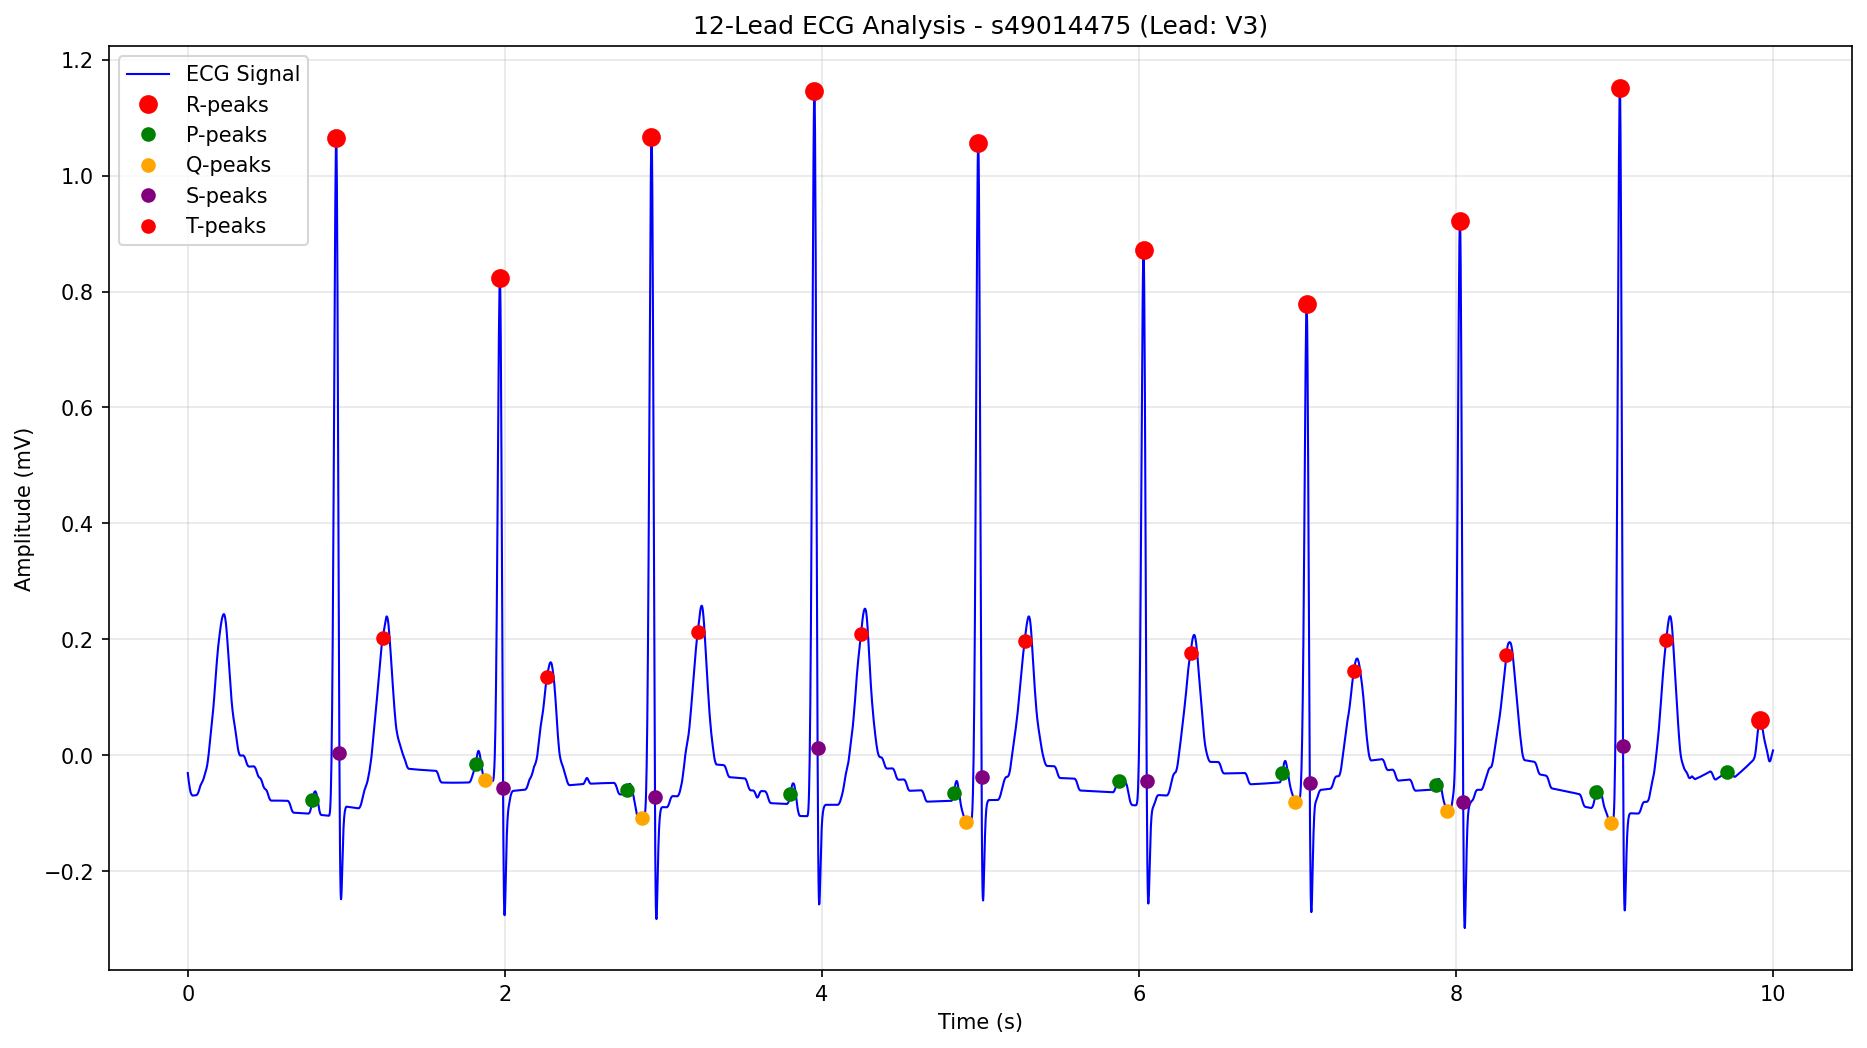 12-Lead ECG Analysis - s49014475 (Lead: V3)
ECG Signal
R-peaks
P-peaks
Q-peaks
S-peaks
T-peaks
1.2
1.0
0.8
0.6
0.4
0.2
0.0
−0.2
Amplitude (mV)
0 2 4 6 8 10
Time (s)